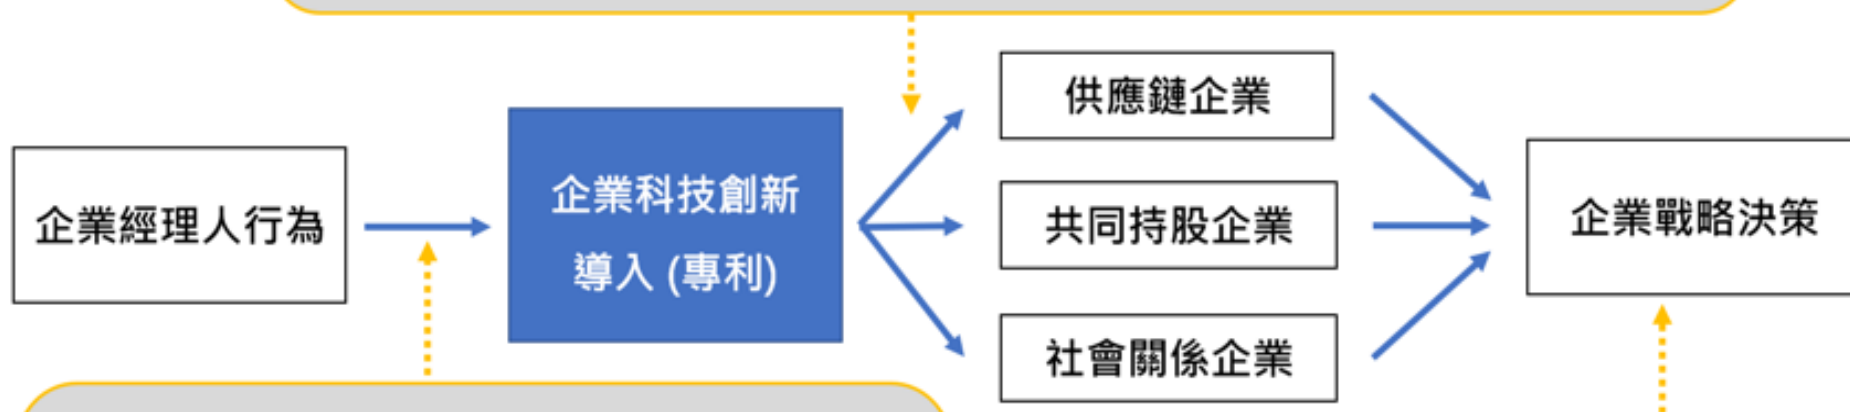 企業經理人行為
企業科技創新
導入 (專利)
供應鏈企業
共同持股企業
社會關係企業
企業戰略決策